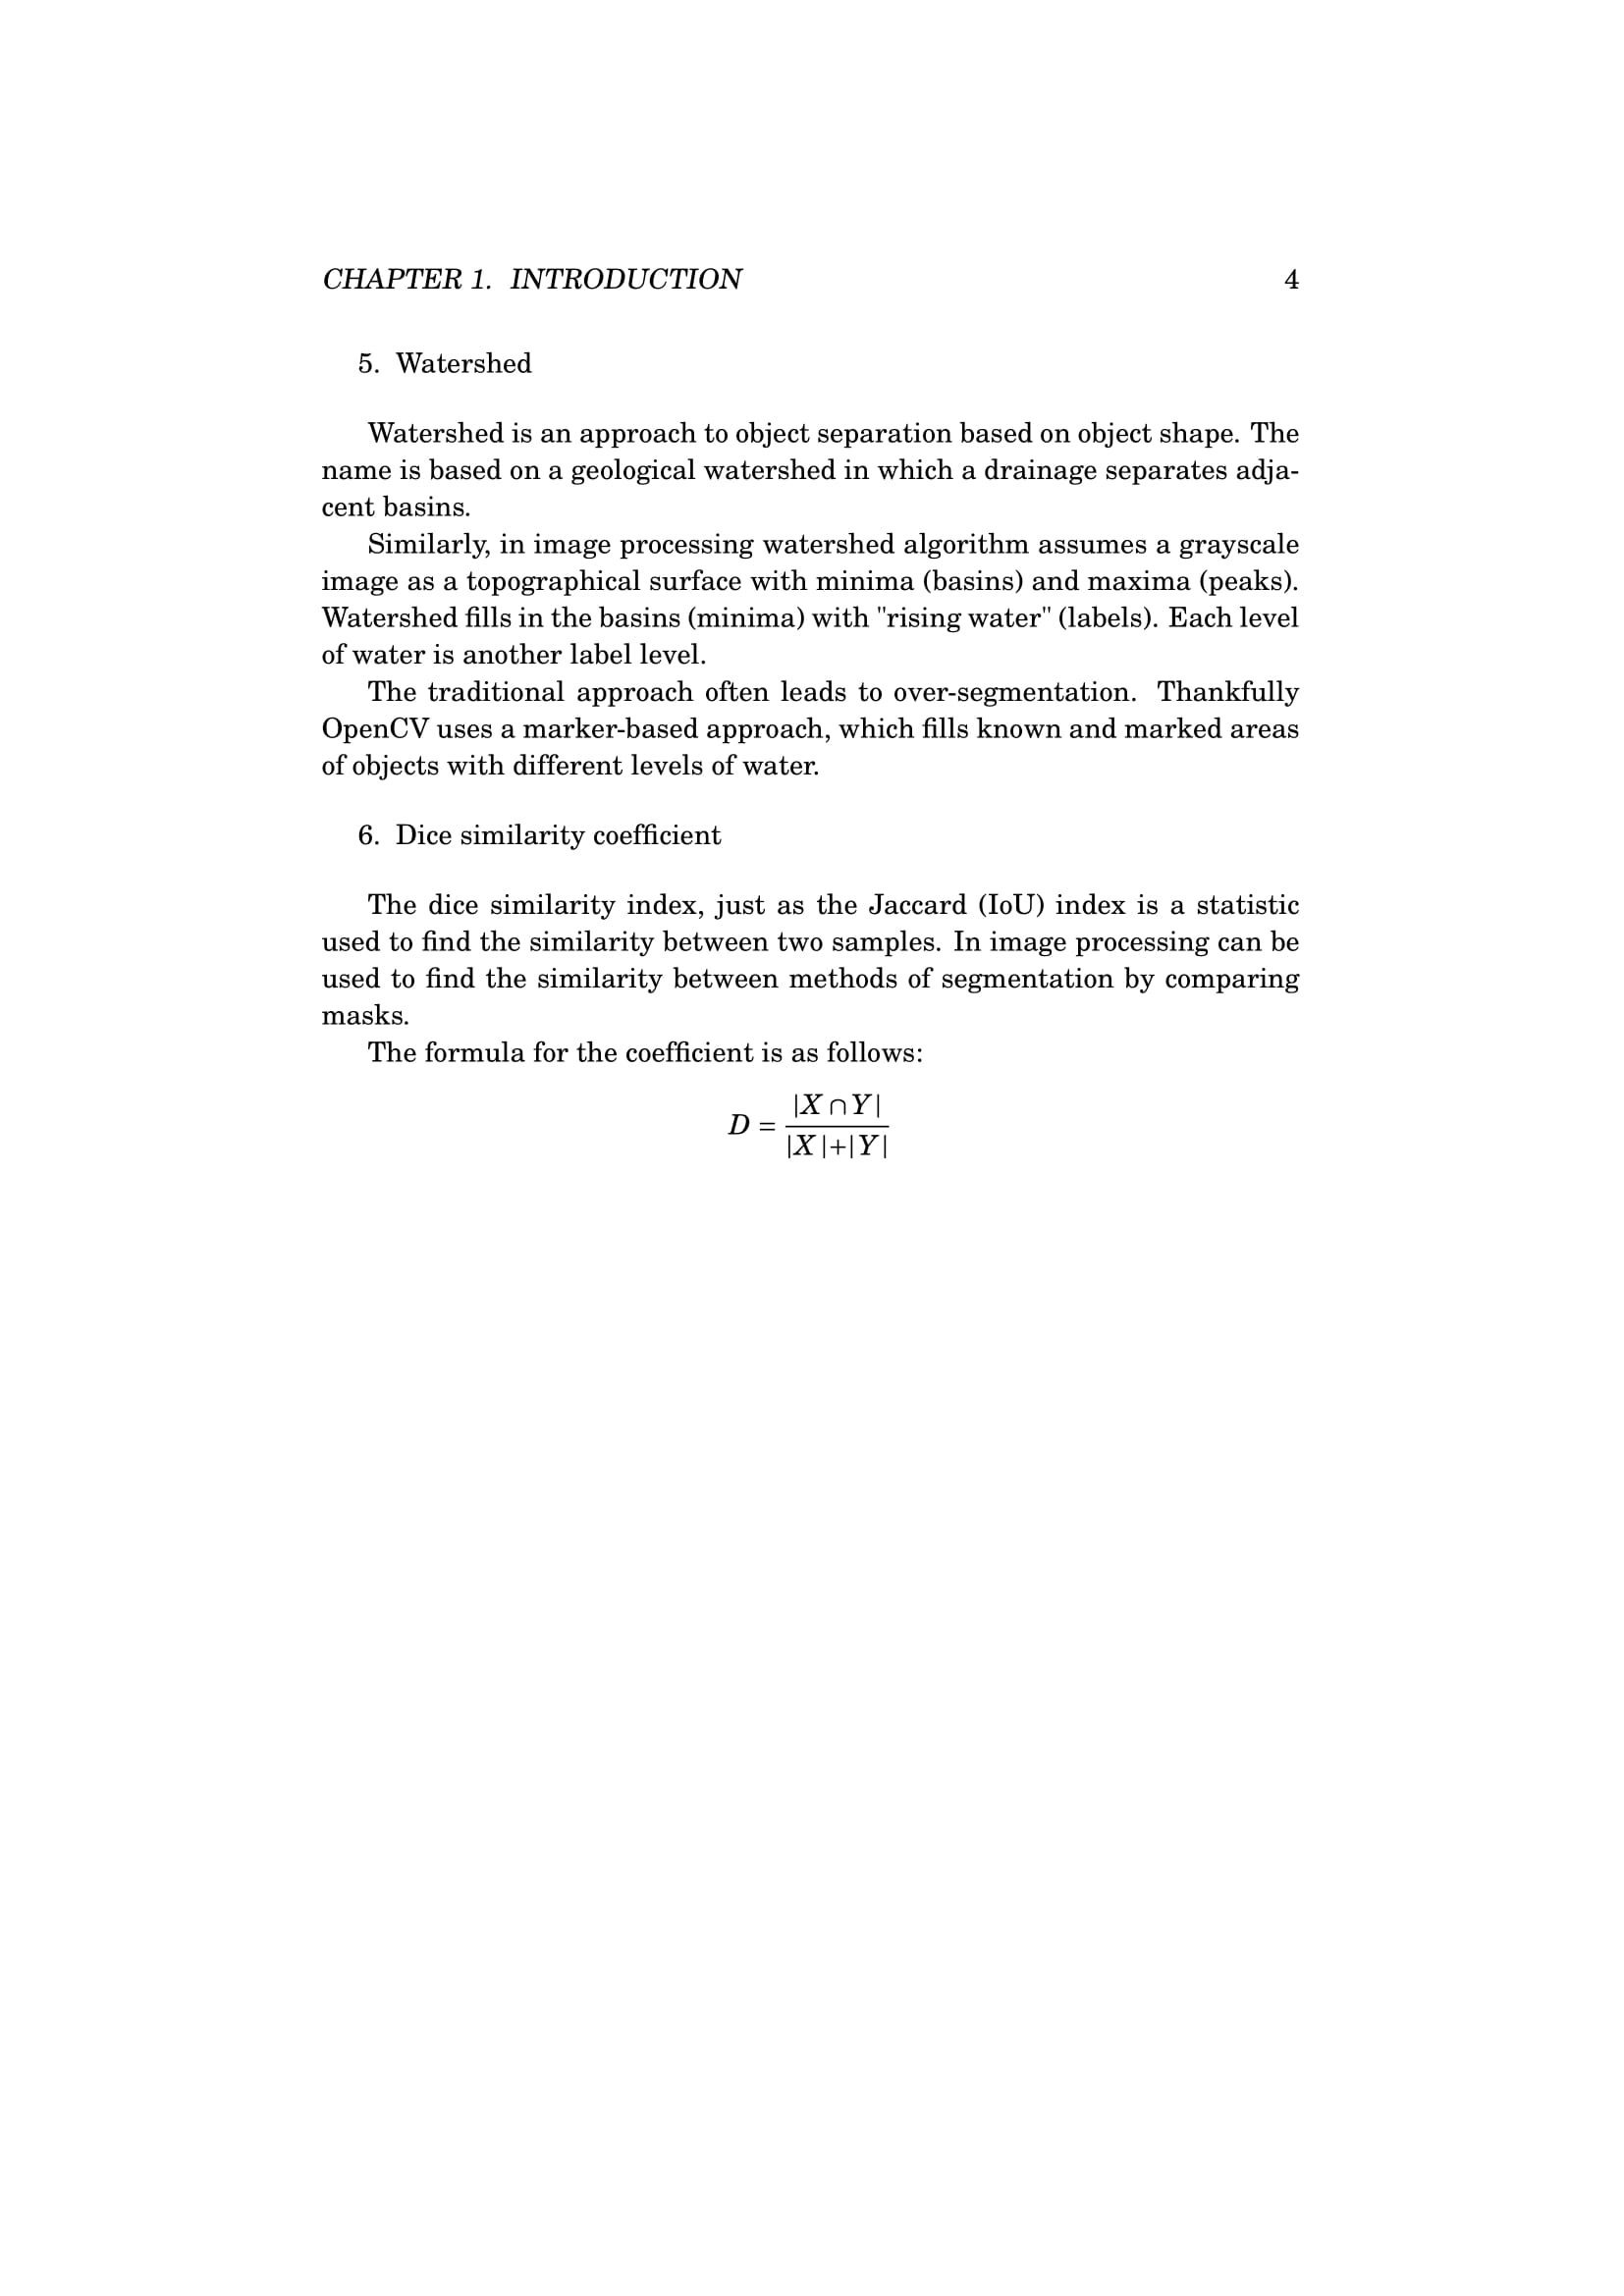 CHAPTER 1. INTRODUCTION 4
5. Watershed
Watershed is an approach to object separation based on object shape. The
name is based on a geological watershed in which a drainage separates adja-
cent basins.
Similarly, in image processing watershed algorithm assumes a grayscale
image as a topographical surface with minima (basins) and maxima (peaks).
Watershed fills in the basins (minima) with "rising water" (labels). Each level
of water is another label level.
The traditional approach often leads to over-segmentation. Thankfully
OpenCV uses a marker-based approach, which fills known and marked areas
of objects with different levels of water.
6. Dice similarity coefficient
The dice similarity index, just as the Jaccard (IoU) index is a statistic
used to find the similarity between two samples. In image processing can be
used to find the similarity between methods of segmentation by comparing
masks.
The formula for the coefficient is as follows:
D = |X ∩ Y| / |X|+|Y|